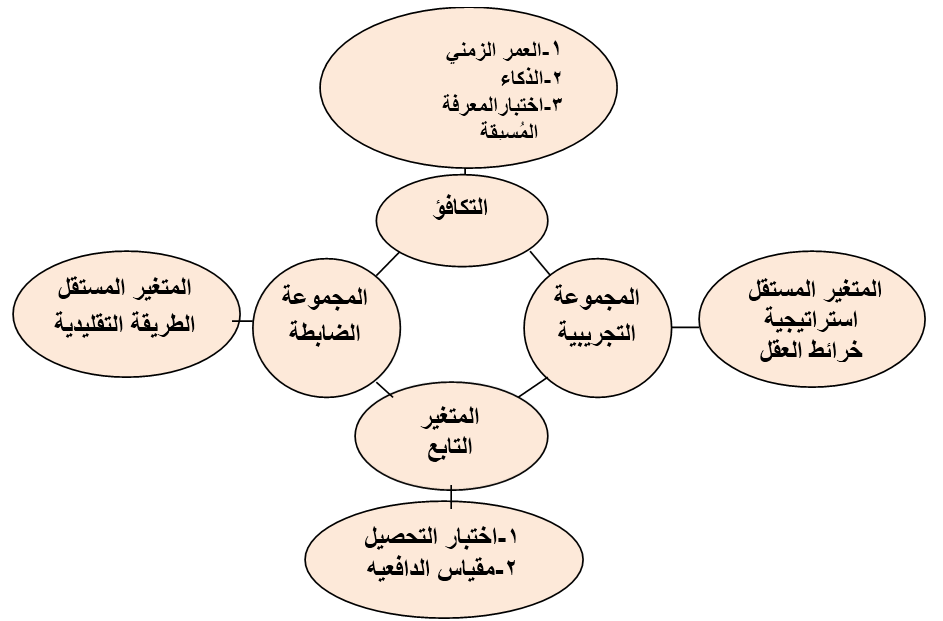 ١-العمر الزمني
٢-الذكاء
٣-اختبارالمعرفة
المُسبقة
التكافؤ
المتغير المستقل
استراتيجية
خرائط العقل
المجموعة
التجريبية
المجموعة
الضابطة
المتغير المستقل
الطريقة التقليدية
المتغير
التابع
١-اختبار التحصيل
٢-مقياس الدافعيه